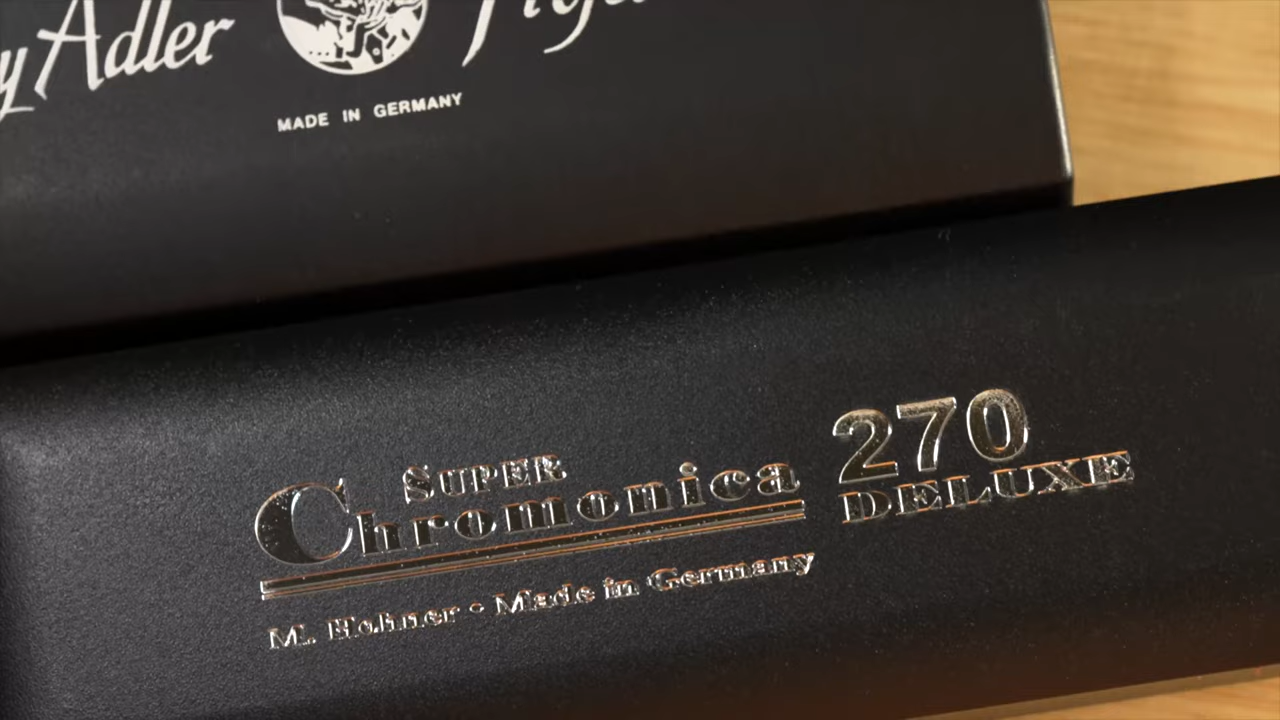 Adler
MADE IN GERMANY
SUPER
Chromonica
270
DELUXE
M. Hohner • Made in Germany